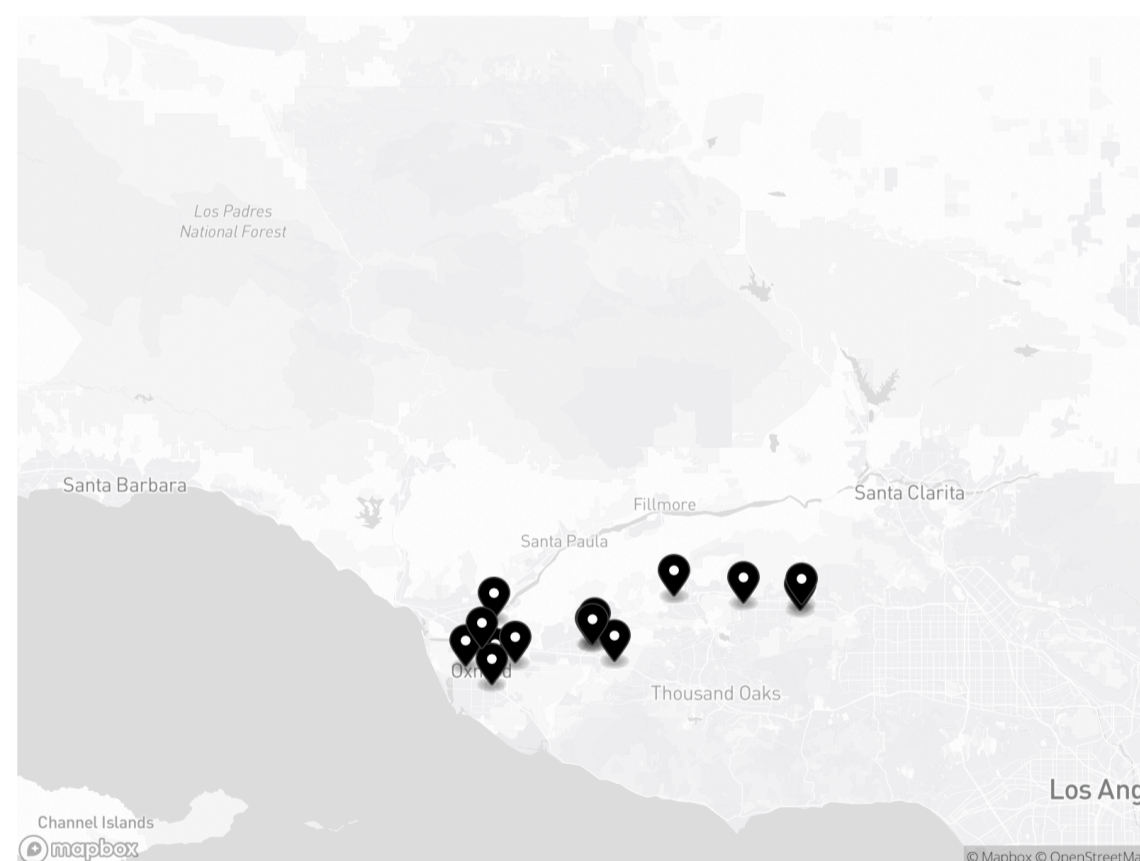 Los Padres
National Forest
Santa Barbara
Santa Clarita
Fillmore
Santa Paula
Thousand Oaks
Los Ang
Channel Islands
mapbox
© Mapbox © OpenStreetMa